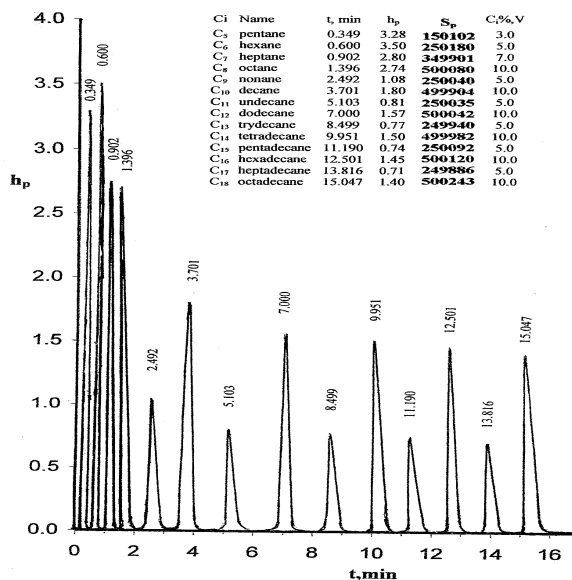 Ci Name t, min hp Sp Ci%,V
C5 pentane 0.349 3.28 150102 3.0
C6 hexane 0.600 3.50 250180 5.0
C7 heptane 0.902 2.80 349901 7.0
C8 octane 1.396 2.74 500080 10.0
C9 nonane 2.492 1.08 250040 5.0
C10 decane 3.701 1.80 499904 10.0
C11 undecane 5.103 0.81 250035 5.0
C12 dodecane 7.000 1.57 500042 10.0
C13 trydecane 8.499 0.77 249940 5.0
C14 tetradecane 9.951 1.50 499982 10.0
C15 pentadecane 11.190 0.74 250092 5.0
C16 hexadecane 12.501 1.45 500120 10.0
C17 heptadecane 13.816 0.71 249886 5.0
C18 octadecane 15.047 1.40 500243 10.0
4.0
3.5
3.0
2.5
2.0
1.5
1.0
0.5
0.0
hp
0.349
0.600
0.902
1.396
2.492
3.701
5.103
7.000
8.499
9.951
11.190
12.501
13.816
15.047
0 2 4 6 8 10 12 14 16
t,min